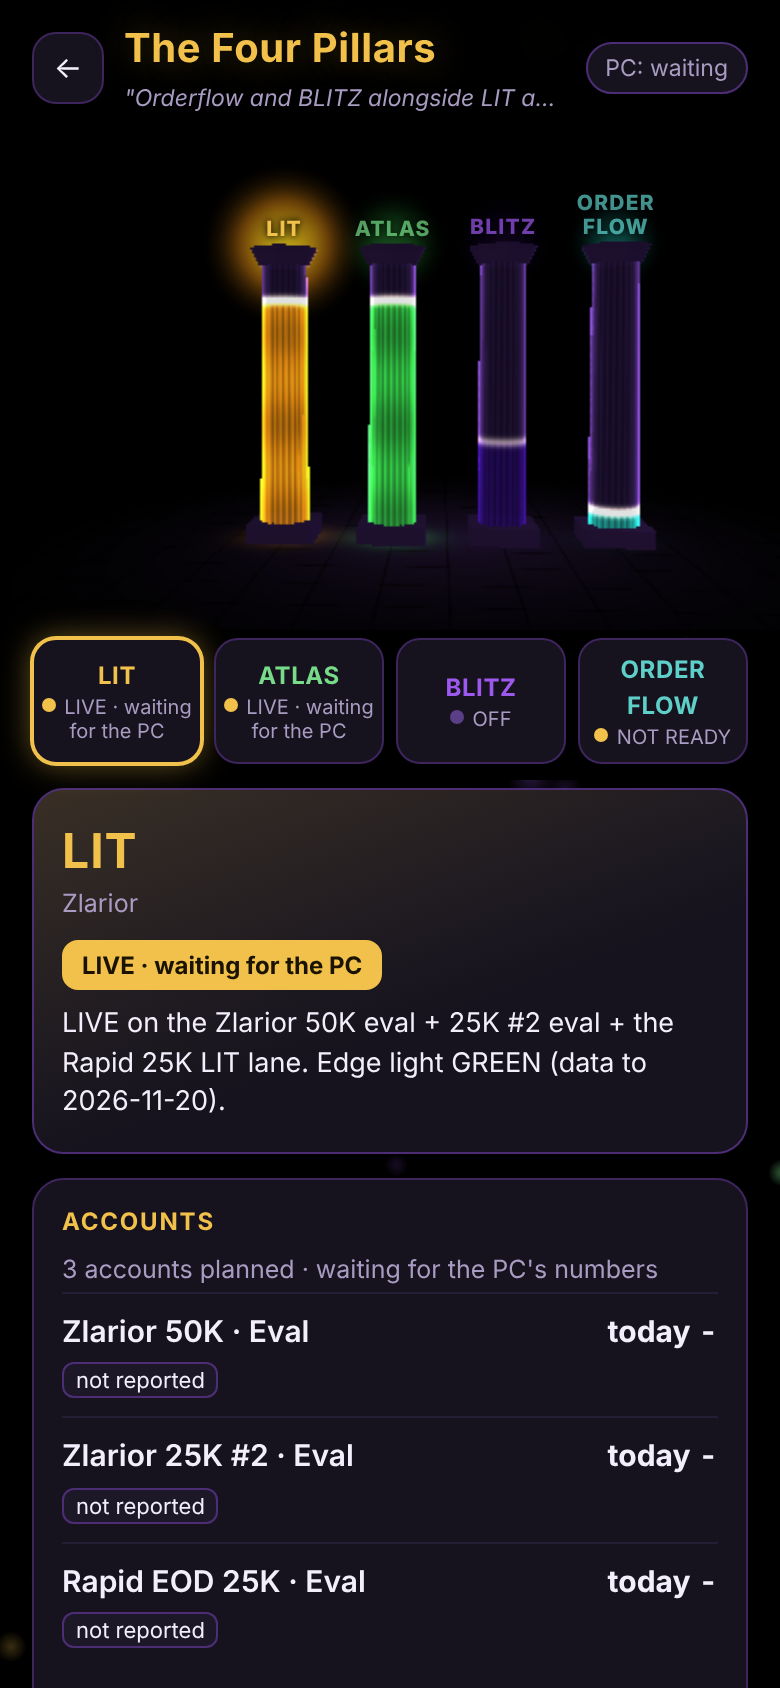 The Four Pillars
"Orderflow and BLITZ alongside LIT a...
PC: waiting
LIT
ATLAS
BLITZ
ORDER
FLOW
LIT
LIVE · waiting
for the PC
ATLAS
LIVE · waiting
for the PC
BLITZ
OFF
ORDER
FLOW
NOT READY
LIT
Zlarior
LIVE · waiting for the PC
LIVE on the Zlarior 50K eval + 25K #2 eval + the
Rapid 25K LIT lane. Edge light GREEN (data to
2026-11-20).
ACCOUNTS
3 accounts planned · waiting for the PC's numbers
Zlarior 50K · Eval
today -
not reported
Zlarior 25K #2 · Eval
today -
not reported
Rapid EOD 25K · Eval
today -
not reported